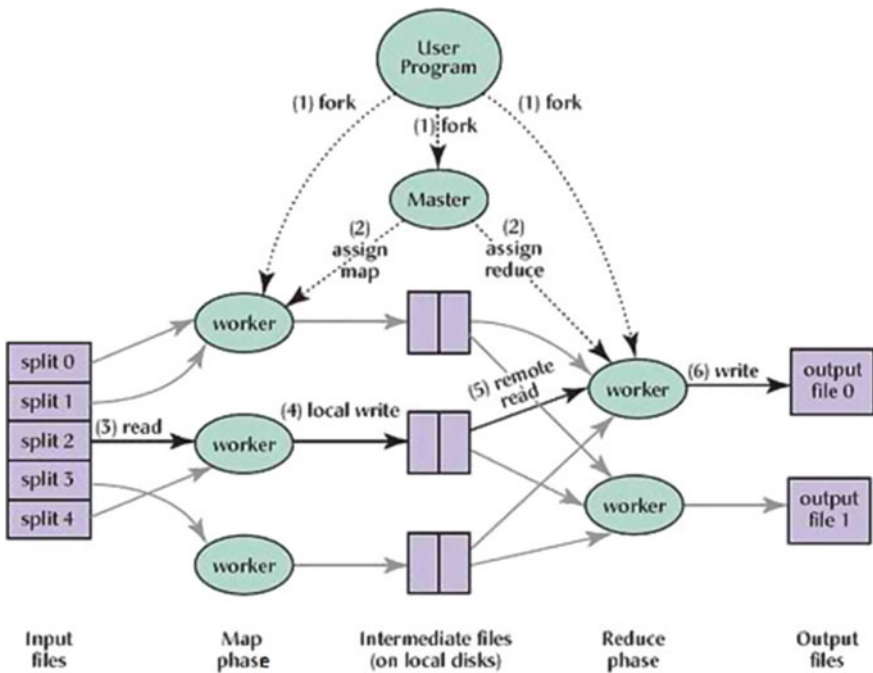 User
Program
(1) fork
(1) fork
(1) fork
Master
(2)
assign
map
(2)
assign
reduce
split 0
split 1
split 2
split 3
split 4
(3) read
worker
worker
worker
(4) local write
(5) remote
read
worker
worker
(6) write
output
file 0
output
file 1
Input
files
Map
phase
Intermediate files
(on local disks)
Reduce
phase
Output
files